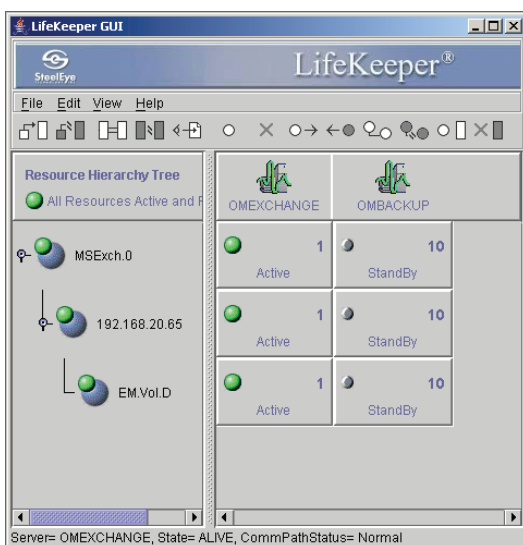 LifeKeeper GUI
SteelEye
LifeKeeper®
File Edit View Help
Resource Hierarchy Tree
All Resources Active and
OMEXCHANGE OMBACKUP
MSExch.0
1 10
Active StandBy
192.168.20.65
1 10
Active StandBy
EM.Vol.D
1 10
Active StandBy
Server= OMEXCHANGE, State= ALIVE, CommPathStatus= Normal